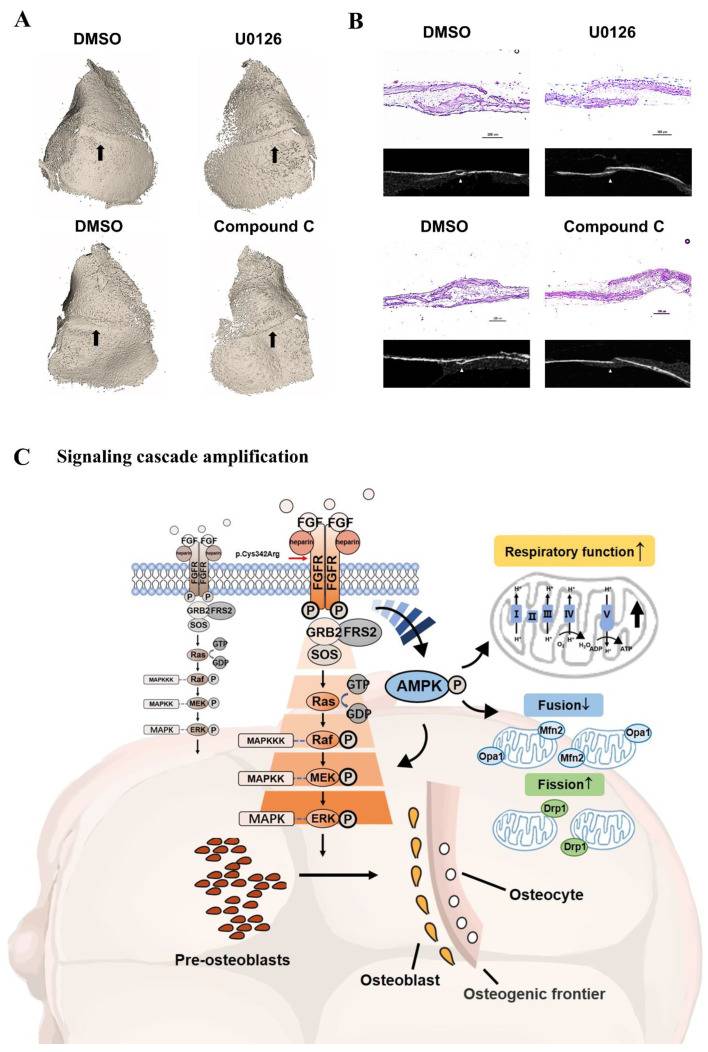 A
DMSO
U0126
DMSO
Compound C
B
DMSO
U0126
DMSO
Compound C
C Signaling cascade amplification
FGF FGF
heparin heparin
FGFR FGFR
P P
GRB2 FRS2
SOS
Ras
GTP
GDP
MAPKKK Raf P
MAPKK MEK P
MAPK ERK P
p.Cys342Arg
FGF FGF
heparin heparin
FGFR FGFR
P P
GRB2 FRS2
SOS
Ras
GTP
GDP
MAPKKK Raf P
MAPKK MEK P
MAPK ERK P
AMPK P
Respiratory function↑
H⁺ H⁺ H⁺ H⁺
I II III IV V
H⁺ H⁺ O₂ H₂O ADP H⁺ ATP
Fusion↓
Mfn2 Opa1
Opa1 Mfn2
Fission↑
Drp1
Drp1
Pre-osteoblasts
Osteocyte
Osteoblast
Osteogenic frontier